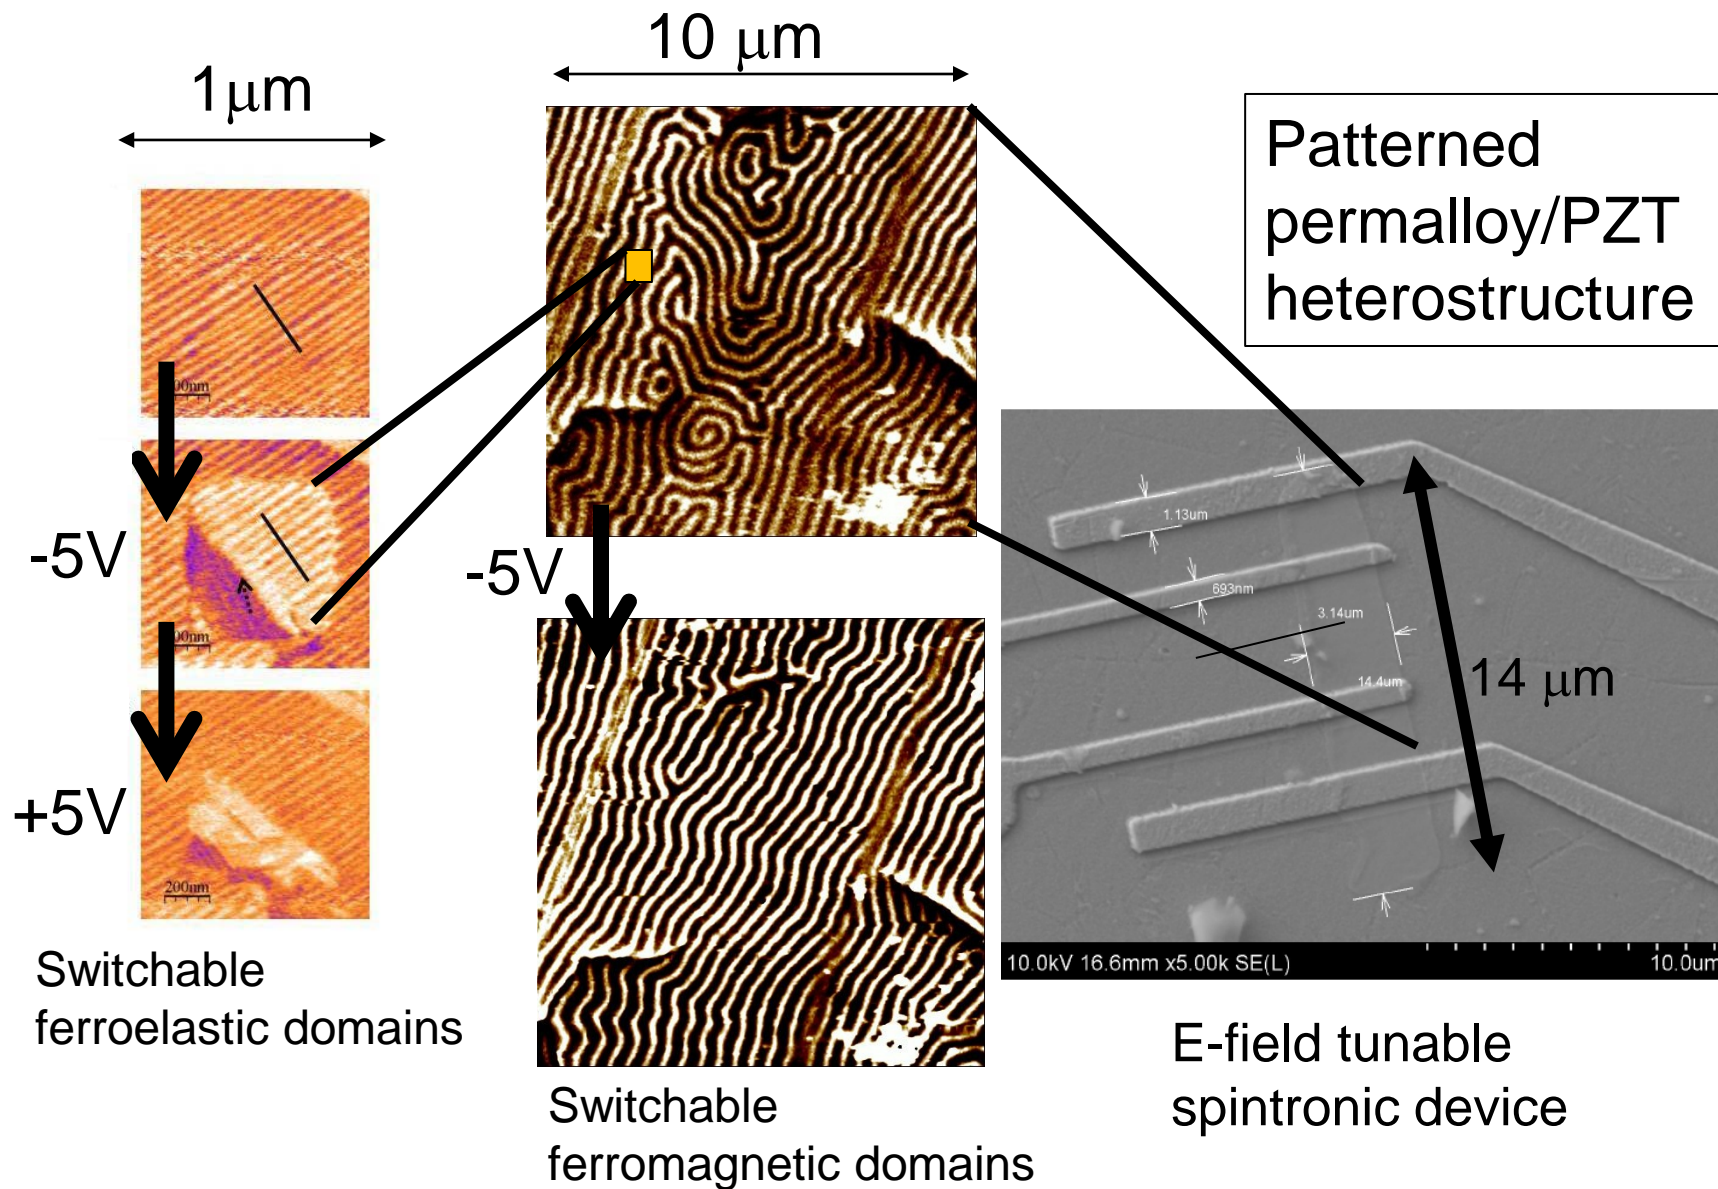 10 μm
1μm
Patterned
permalloy/PZT
heterostructure
-5V
-5V
+5V
200nm
1.13um
693nm
3.14um
14.4um
14 μm
10.0kV 16.6mm x5.00k SE(L)
10.0um
Switchable
ferroelastic domains
Switchable
ferromagnetic domains
E-field tunable
spintronic device